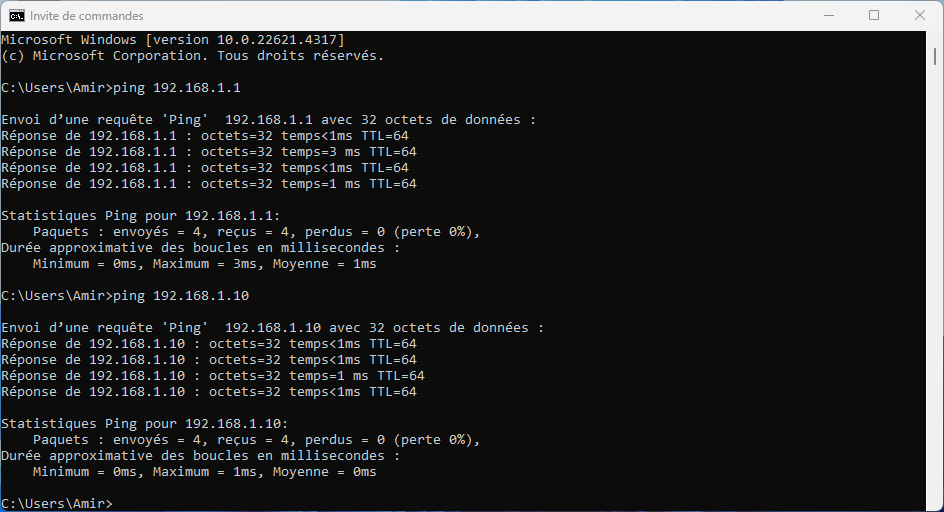 Invite de commandes
Microsoft Windows [version 10.0.22621.4317]
(c) Microsoft Corporation. Tous droits réservés.
C:\Users\Amir>ping 192.168.1.1
Envoi d’une requête 'Ping'  192.168.1.1 avec 32 octets de données :
Réponse de 192.168.1.1 : octets=32 temps<1ms TTL=64
Réponse de 192.168.1.1 : octets=32 temps=3 ms TTL=64
Réponse de 192.168.1.1 : octets=32 temps<1ms TTL=64
Réponse de 192.168.1.1 : octets=32 temps=1 ms TTL=64
Statistiques Ping pour 192.168.1.1:
    Paquets : envoyés = 4, reçus = 4, perdus = 0 (perte 0%),
Durée approximative des boucles en millisecondes :
    Minimum = 0ms, Maximum = 3ms, Moyenne = 1ms
C:\Users\Amir>ping 192.168.1.10
Envoi d’une requête 'Ping'  192.168.1.10 avec 32 octets de données :
Réponse de 192.168.1.10 : octets=32 temps<1ms TTL=64
Réponse de 192.168.1.10 : octets=32 temps<1ms TTL=64
Réponse de 192.168.1.10 : octets=32 temps=1 ms TTL=64
Réponse de 192.168.1.10 : octets=32 temps<1ms TTL=64
Statistiques Ping pour 192.168.1.10:
    Paquets : envoyés = 4, reçus = 4, perdus = 0 (perte 0%),
Durée approximative des boucles en millisecondes :
    Minimum = 0ms, Maximum = 1ms, Moyenne = 0ms
C:\Users\Amir>